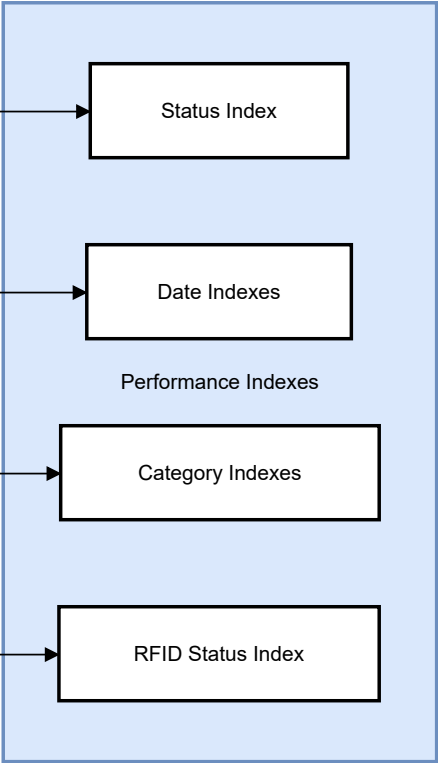 Status Index
Date Indexes
Performance Indexes
Category Indexes
RFID Status Index